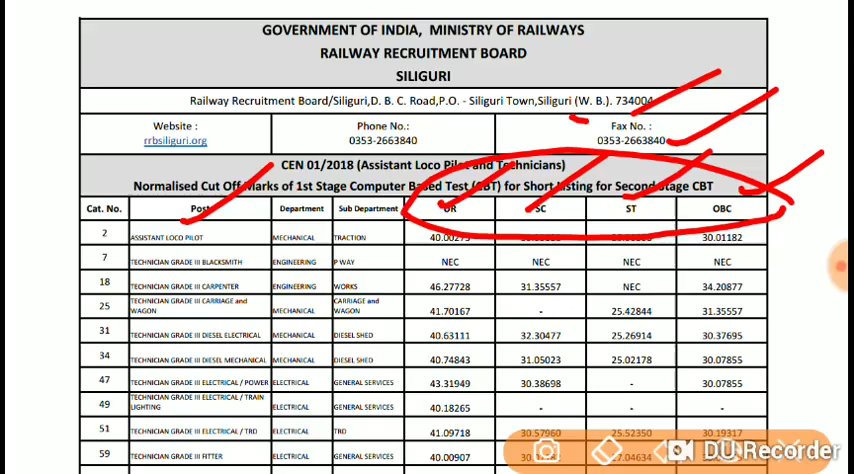 GOVERNMENT OF INDIA, MINISTRY OF RAILWAYS
RAILWAY RECRUITMENT BOARD
SILIGURI
Railway Recruitment Board/Siliguri,D. B. C. Road,P.O. - Siliguri Town,Siliguri (W. B.). 734004
Website : Phone No.: Fax No. :
rrbsiliguri.org 0353-2663840 0353-2663840
CEN 01/2018 (Assistant Loco Pilot and Technicians)
Normalised Cut Off Marks of 1st Stage Computer Based Test (CBT) for Short Listing for Second Stage CBT
Cat. No. Post Department Sub Department UR SC ST OBC
2 ASSISTANT LOCO PILOT MECHANICAL TRACTION 40.00273 30.01182
7 TECHNICIAN GRADE III BLACKSMITH ENGINEERING P WAY NEC NEC NEC NEC
18 TECHNICIAN GRADE III CARPENTER ENGINEERING WORKS 46.27728 31.35557 NEC 34.20877
25 TECHNICIAN GRADE III CARRIAGE and WAGON MECHANICAL CARRIAGE and WAGON 41.70167 - 25.42844 31.35557
31 TECHNICIAN GRADE III DIESEL ELECTRICAL MECHANICAL DIESEL SHED 40.63111 32.30477 25.26914 30.37695
34 TECHNICIAN GRADE III DIESEL MECHANICAL MECHANICAL DIESEL SHED 40.74843 31.05023 25.02178 30.07855
47 TECHNICIAN GRADE III ELECTRICAL / POWER ELECTRICAL GENERAL SERVICES 43.31949 30.38698 - 30.07855
49 TECHNICIAN GRADE III ELECTRICAL / TRAIN LIGHTING ELECTRICAL GENERAL SERVICES 40.18265 - - -
51 TECHNICIAN GRADE III ELECTRICAL / TRD ELECTRICAL TRD 41.09718 30.57960 25.52350 30.19317
59 TECHNICIAN GRADE III FITTER ELECTRICAL GENERAL SERVICES 40.00907 27.04634
DU Recorder